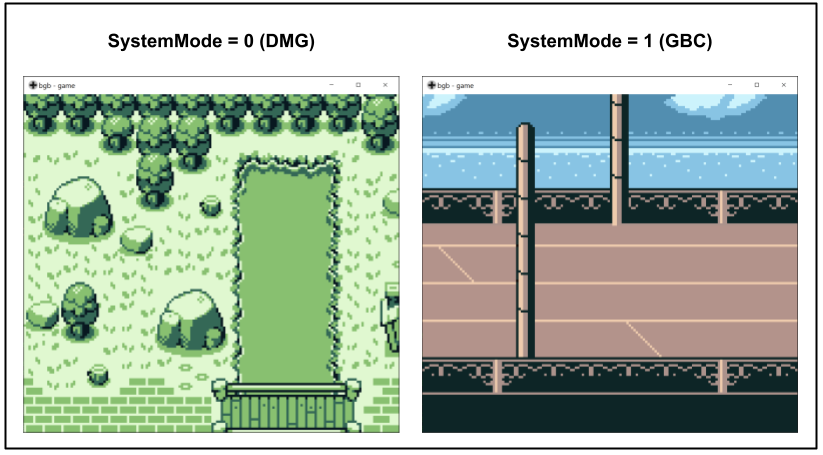 SystemMode = 0 (DMG)
SystemMode = 1 (GBC)
bgb - game
bgb - game